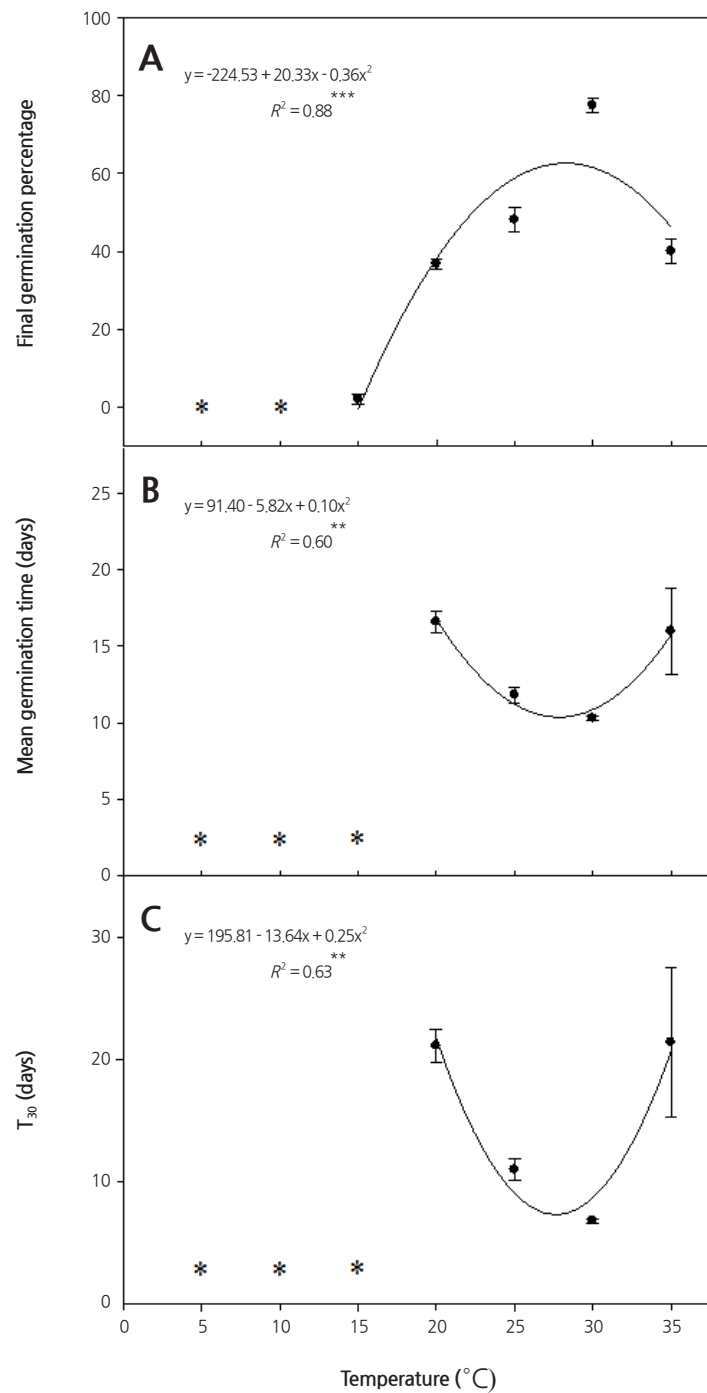 100
80
60
40
20
0
Final germination percentage
A
y = -224.53 + 20.33x - 0.36x²
R² = 0.88***
* *
25
20
15
10
5
0
Mean germination time (days)
B
y = 91.40 - 5.82x + 0.10x²
R² = 0.60**
* * *
30
20
10
0
T₃₀ (days)
C
y = 195.81 - 13.64x + 0.25x²
R² = 0.63**
* * *
0 5 10 15 20 25 30 35
Temperature (°C)